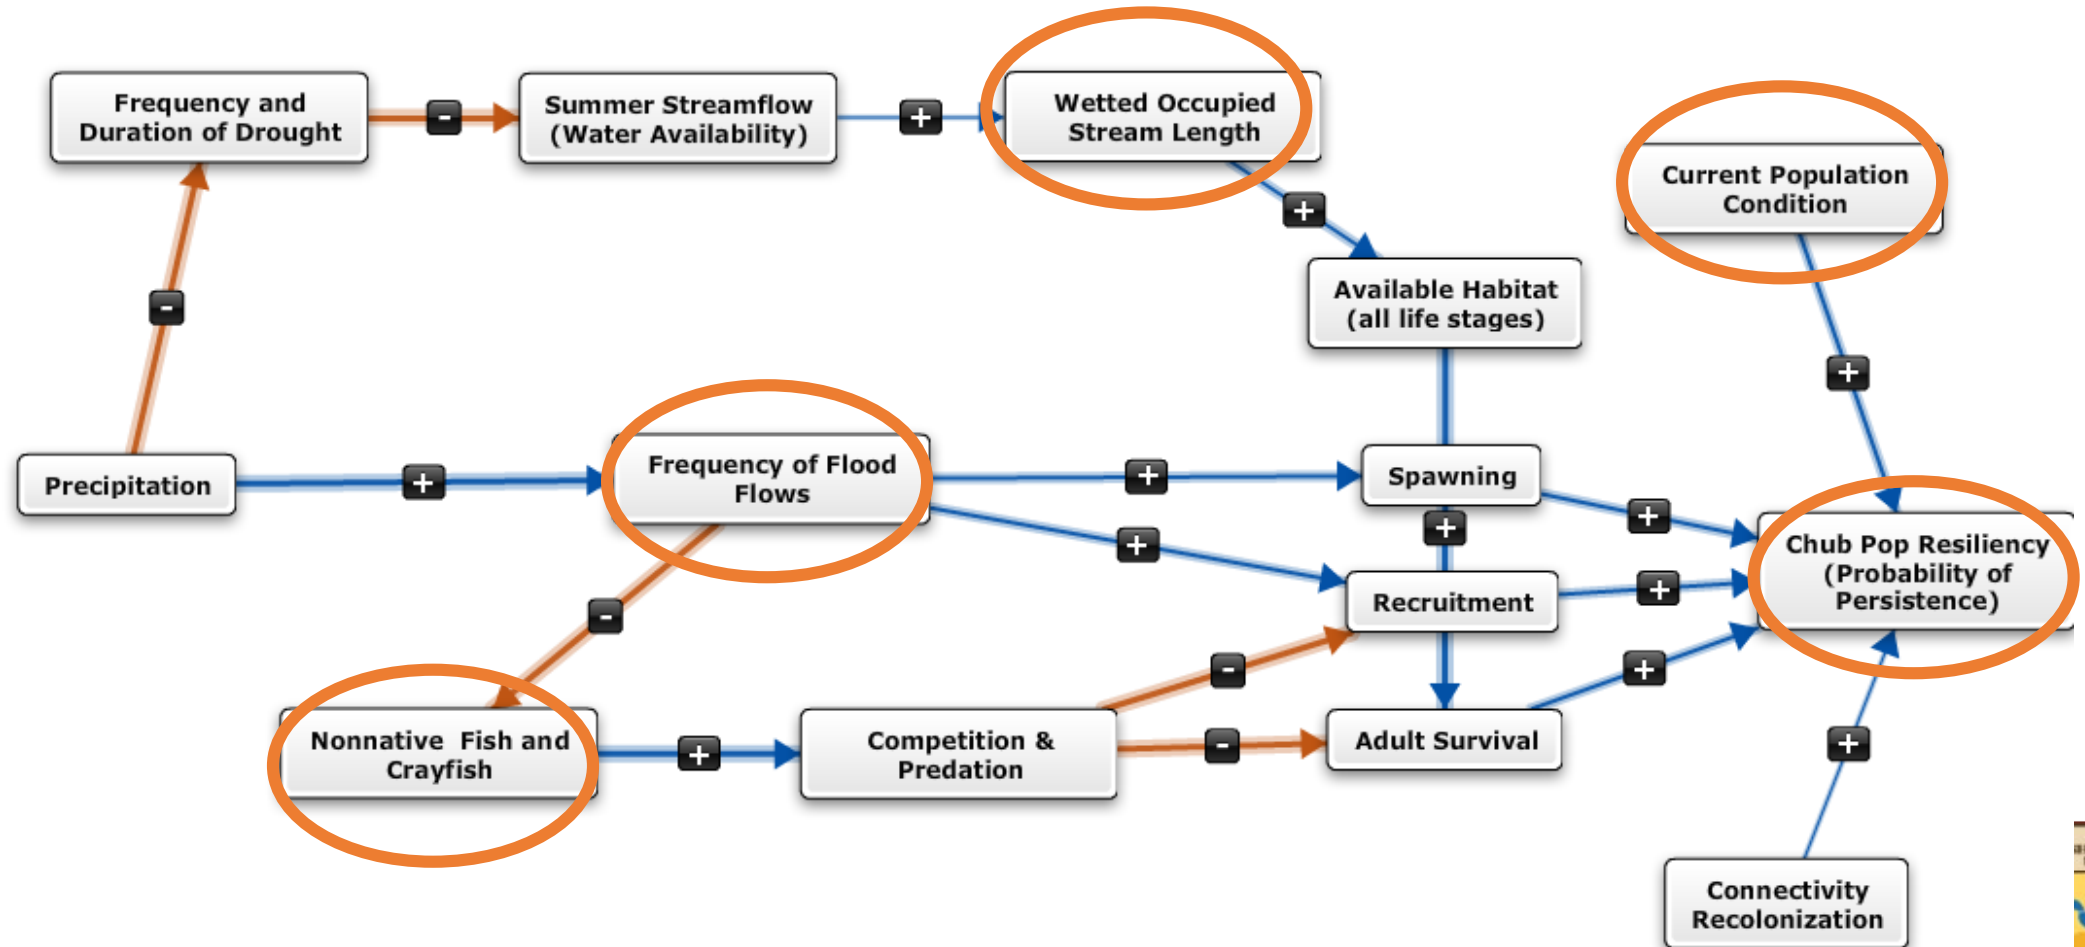 Frequency and
Duration of Drought
-
Summer Streamflow
(Water Availability)
+
Wetted Occupied
Stream Length
+
Current Population
Condition
+
Available Habitat
(all life stages)
-
Precipitation
+
Frequency of Flood
Flows
+
Spawning
+
+
+
Chub Pop Resiliency
(Probability of
Persistence)
Recruitment
+
-
-
+
Nonnative Fish and
Crayfish
+
Competition &
Predation
-
Adult Survival
+
Connectivity
Recolonization